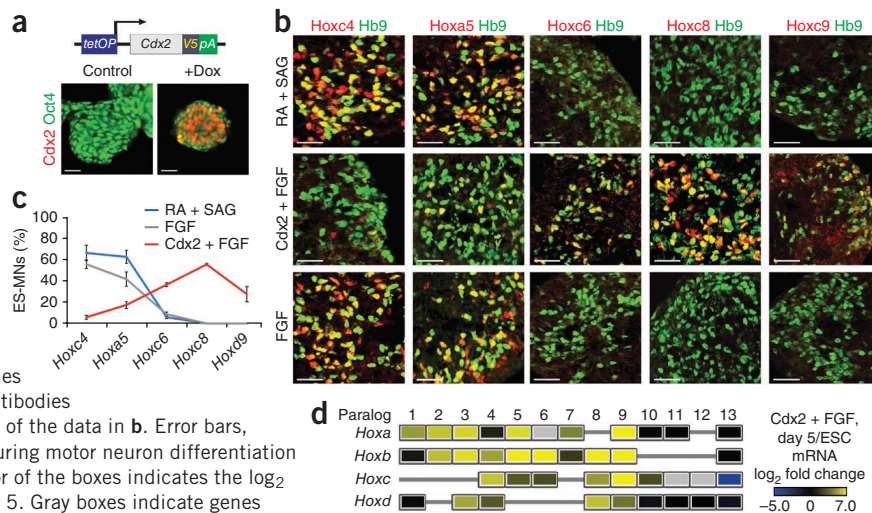 a
tetOP Cdx2 V5 pA
Control +Dox
Cdx2 Oct4
b
Hoxc4 Hb9 Hoxa5 Hb9 Hoxc6 Hb9 Hoxc8 Hb9 Hoxc9 Hb9
RA + SAG
Cdx2 + FGF
FGF
c
RA + SAG
FGF
Cdx2 + FGF
ES-MNs (%)
100
80
60
40
20
0
Hoxc4 Hoxa5 Hoxc6 Hoxc8 Hoxd9
ies
tibodies
of the data in b. Error bars,
uring motor neuron differentiation
or of the boxes indicates the log2
5. Gray boxes indicate genes
d
Paralog 1 2 3 4 5 6 7 8 9 10 11 12 13
Hoxa
Hoxb
Hoxc
Hoxd
Cdx2 + FGF,
day 5/ESC
mRNA
log2 fold change
–5.0 0 7.0